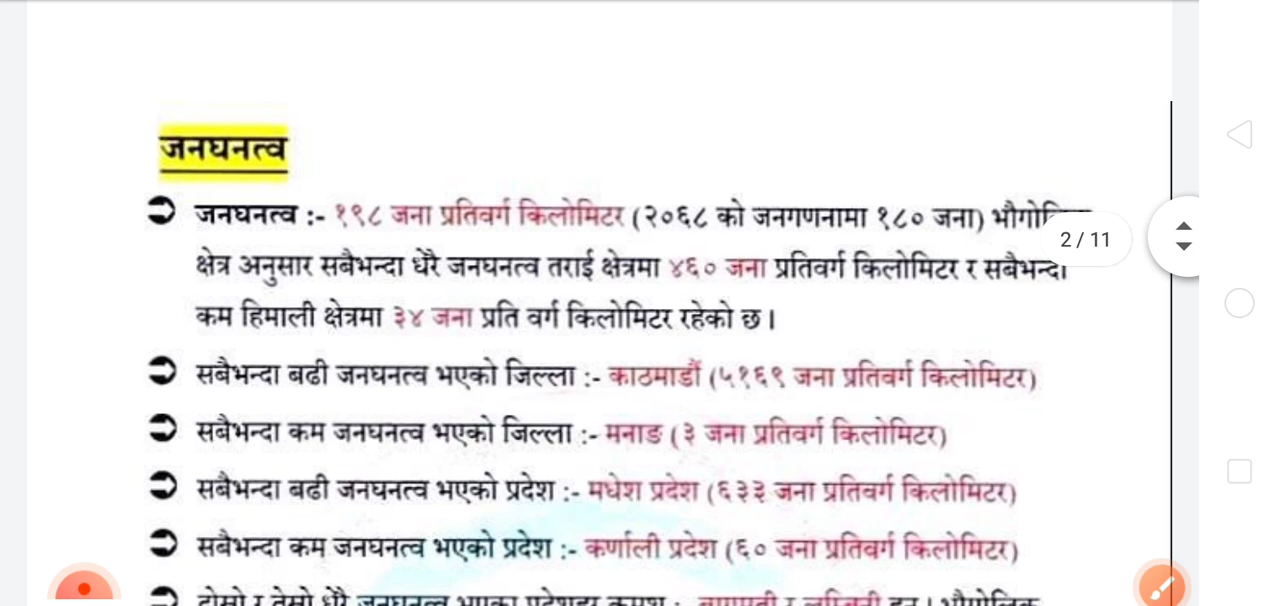 जनघनत्व
जनघनत्व :- १९८ जना प्रतिवर्ग किलोमिटर (२०६८ को जनगणनामा १८० जना)
2 / 11
क्षेत्र अनुसार सबैभन्दा धेरै जनघनत्व तराई क्षेत्रमा ४६० जना प्रतिवर्ग किलोमिटर र सबैभन्दा
कम हिमाली क्षेत्रमा ३४ जना प्रति वर्ग किलोमिटर रहेको छ।
सबैभन्दा बढी जनघनत्व भएको जिल्ला :- काठमाडौं (५१६९ जना प्रतिवर्ग किलोमिटर)
सबैभन्दा कम जनघनत्व भएको जिल्ला :- मनाङ (३ जना प्रतिवर्ग किलोमिटर)
सबैभन्दा बढी जनघनत्व भएको प्रदेश :- मधेश प्रदेश (६३३ जना प्रतिवर्ग किलोमिटर)
सबैभन्दा कम जनघनत्व भएको प्रदेश :- कर्णाली प्रदेश (६० जना प्रतिवर्ग किलोमिटर)